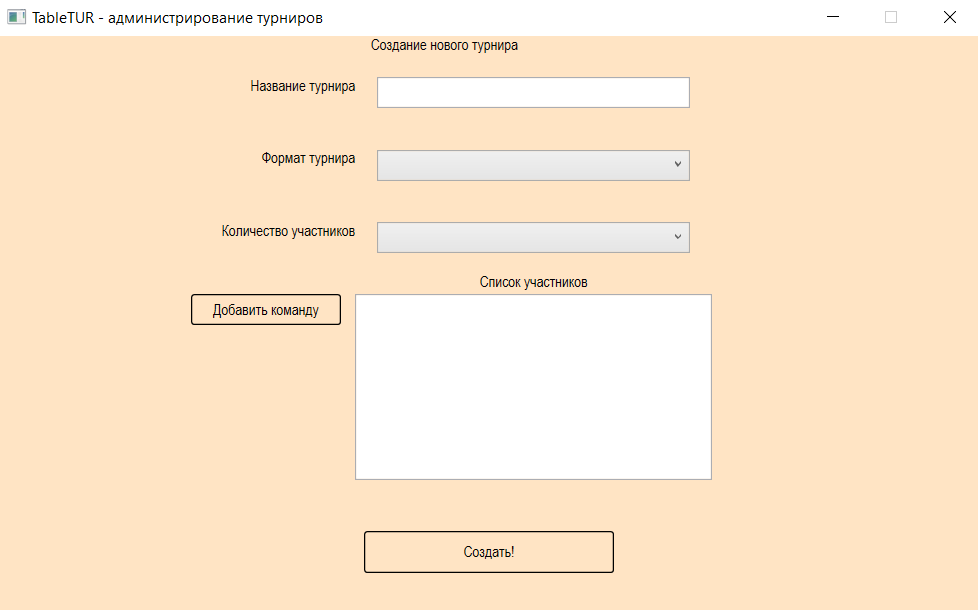 TableTUR - администрирование турниров
Создание нового турнира
Название турнира
Формат турнира
Количество участников
Список участников
Добавить команду
Создать!